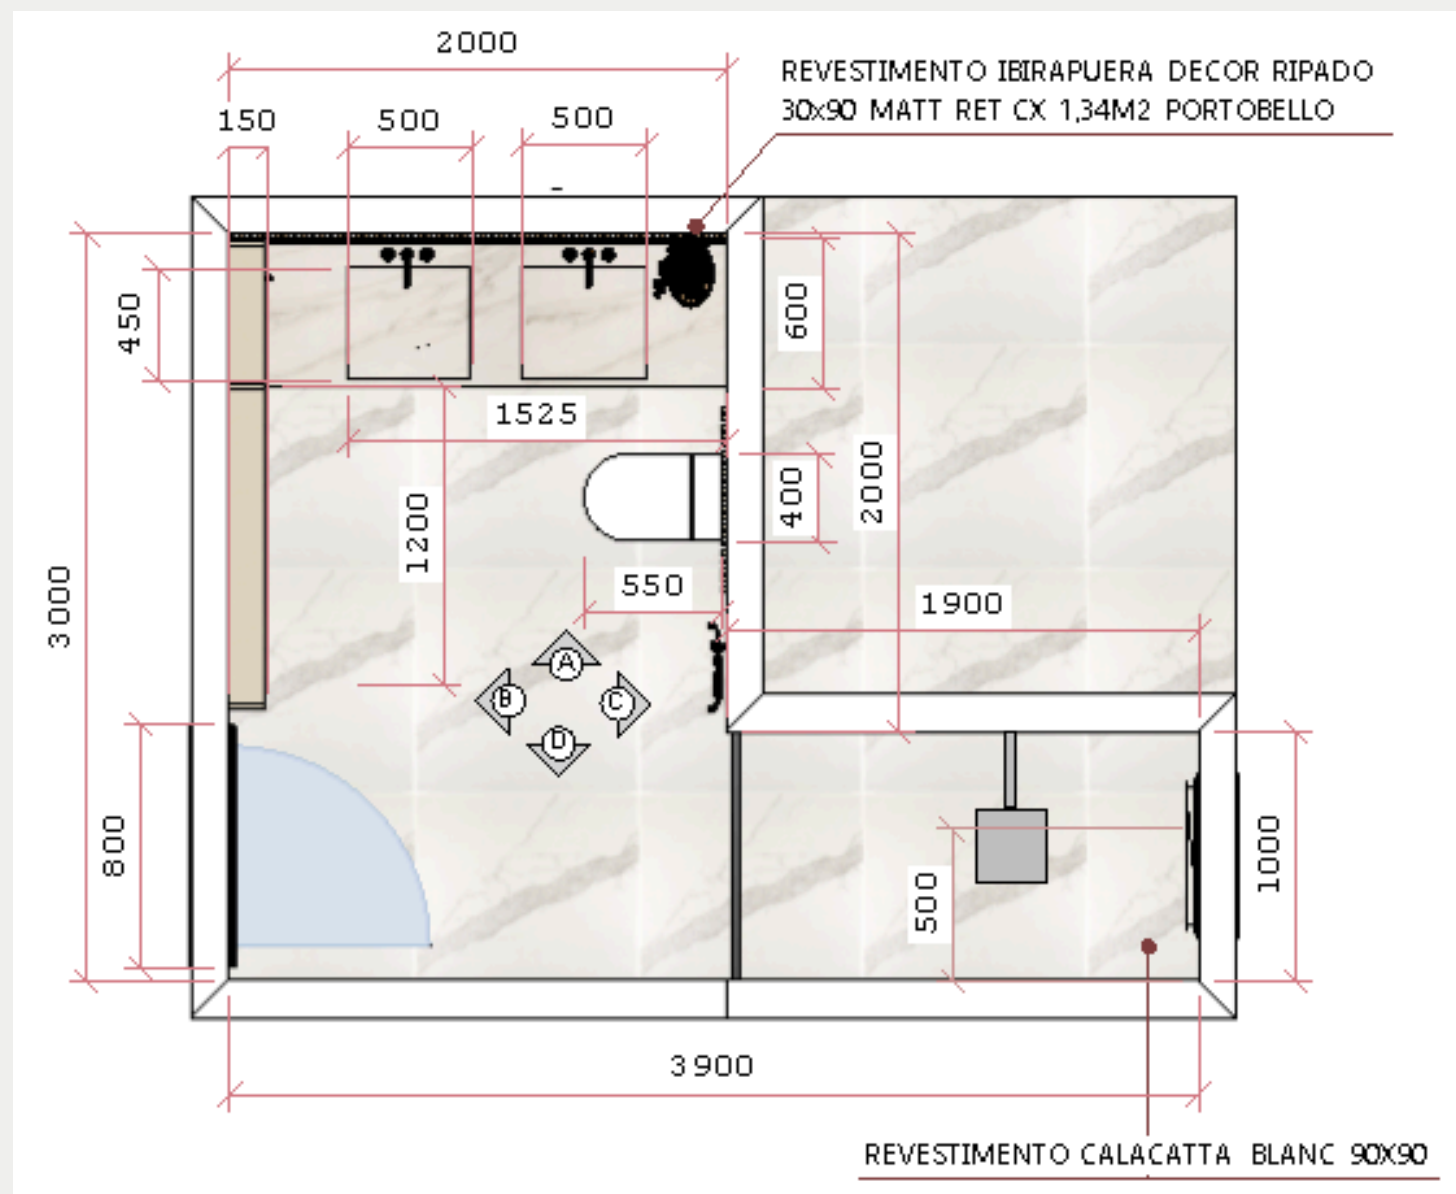 2000
REVESTIMENTO IBIRAPUERA DECOR RIPADO
30x90 MATT RET CX 1,34M2 PORTOBELLO
150
500
500
450
600
1525
2000
400
1200
550
3000
1900
A
B
C
D
800
500
1000
3900
REVESTIMENTO CALACATTA BLANC 90X90